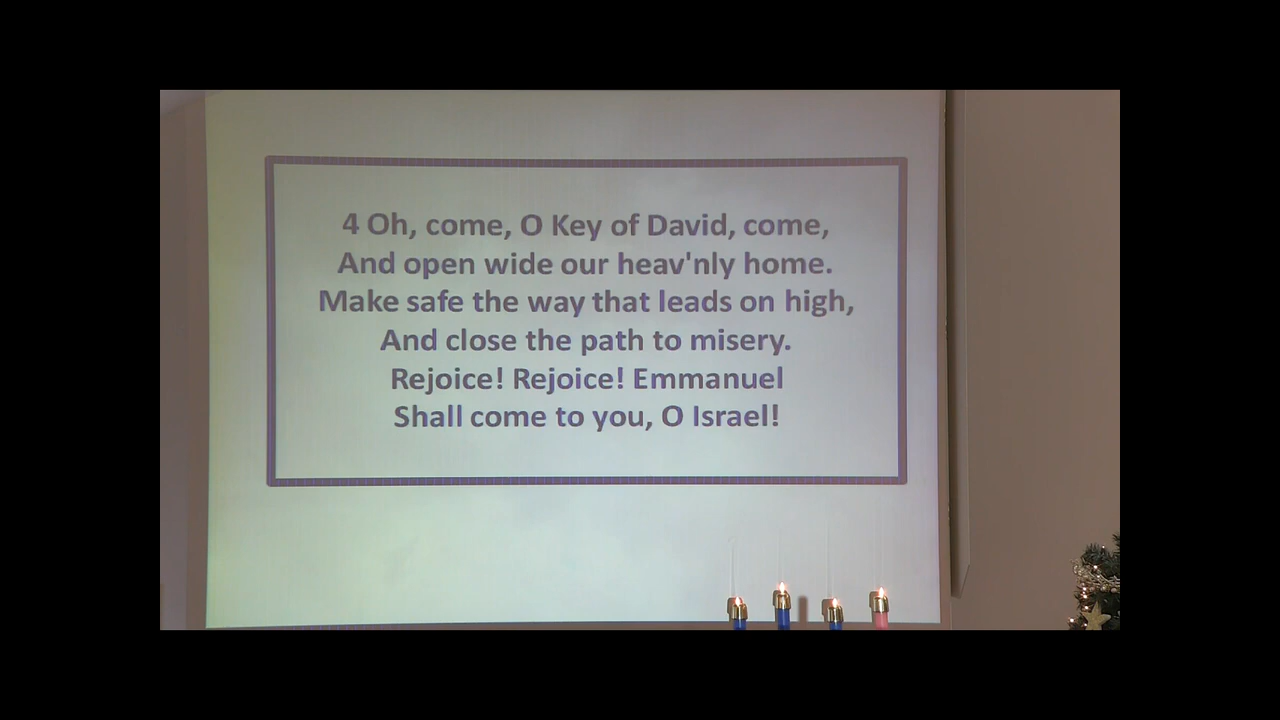 4 Oh, come, O Key of David, come,
And open wide our heav'nly home.
Make safe the way that leads on high,
And close the path to misery.
Rejoice! Rejoice! Emmanuel
Shall come to you, O Israel!